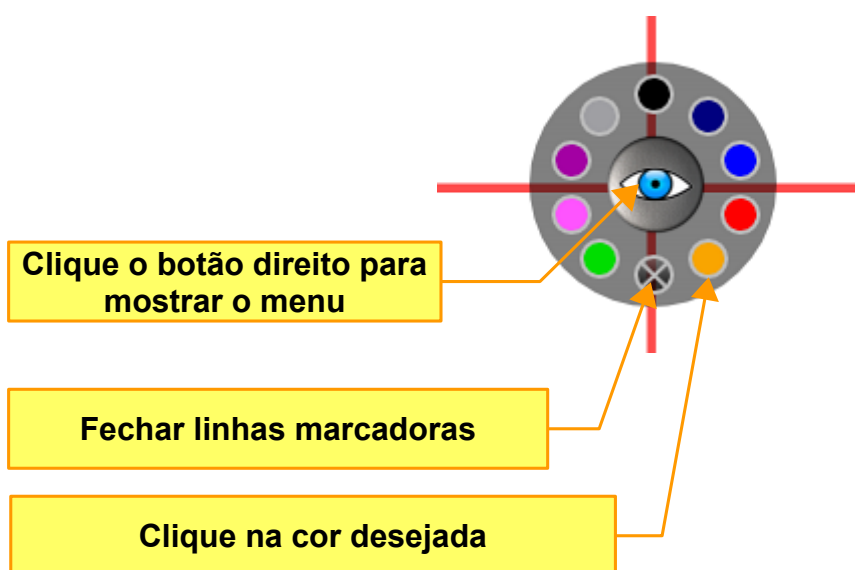 Clique o botão direito para
mostrar o menu
Fechar linhas marcadoras
Clique na cor desejada